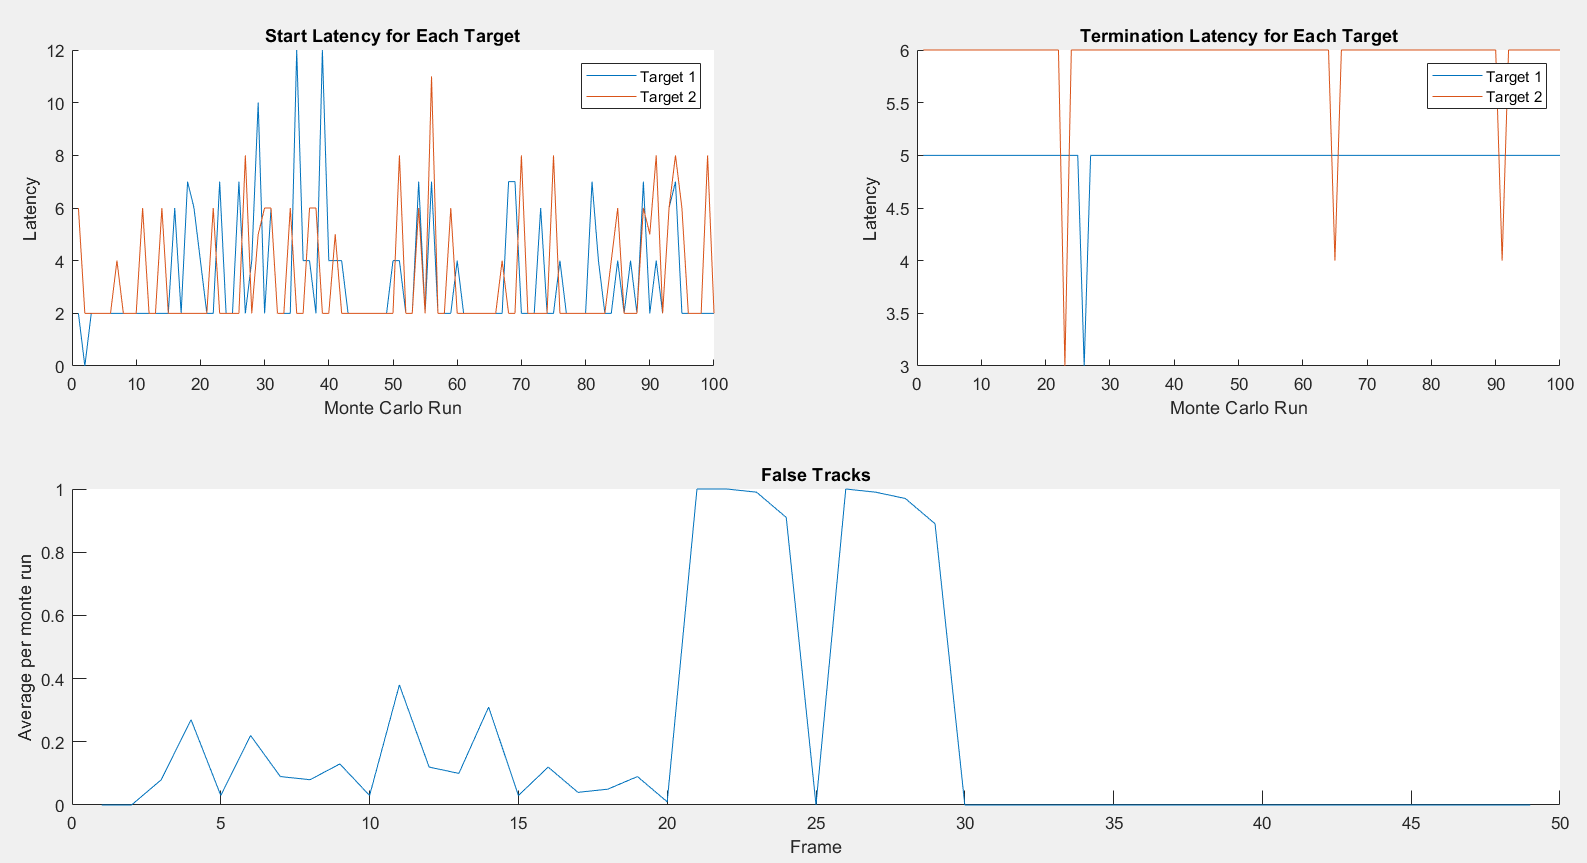 Start Latency for Each Target
12
10
8
6
4
2
0
Latency
Target 1
Target 2
0 10 20 30 40 50 60 70 80 90 100
Monte Carlo Run
Termination Latency for Each Target
6
5.5
5
4.5
4
3.5
3
Latency
Target 1
Target 2
0 10 20 30 40 50 60 70 80 90 100
Monte Carlo Run
False Tracks
1
0.8
0.6
0.4
0.2
0
Average per monte run
0 5 10 15 20 25 30 35 40 45 50
Frame